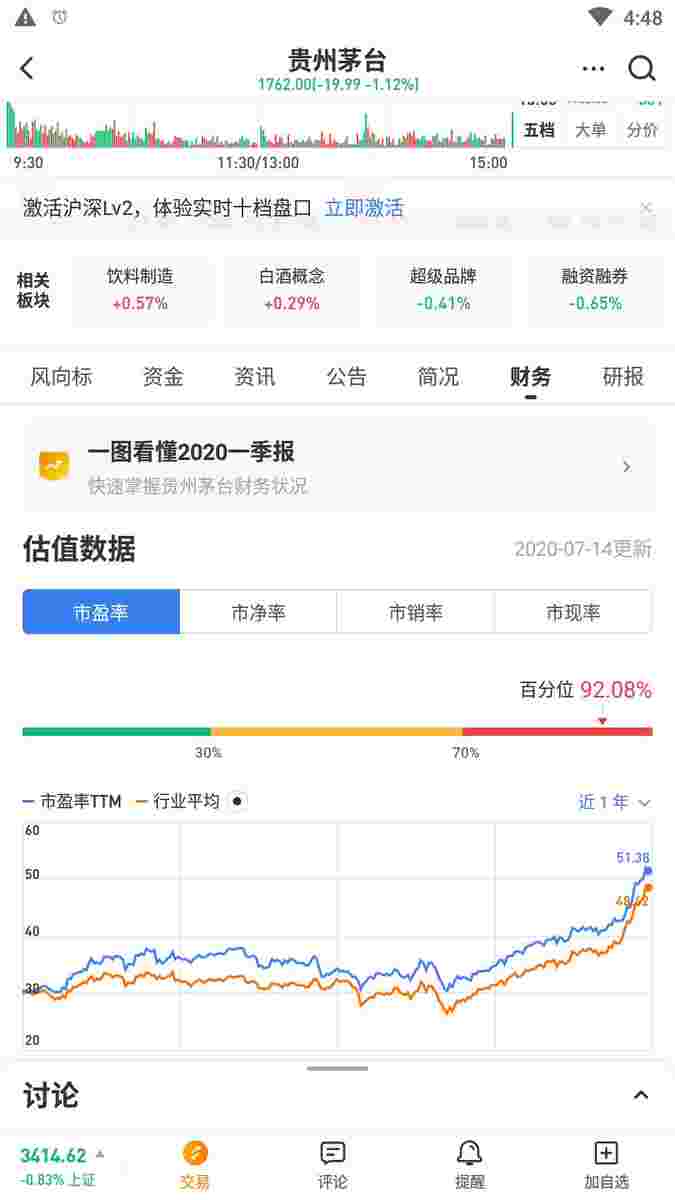 4:48
贵州茅台
1762.00(-19.99 -1.12%)
五档 大单 分价
9:30 11:30/13:00 15:00
激活沪深Lv2，体验实时十档盘口 立即激活 ×
相关板块
饮料制造 白酒概念 超级品牌 融资融券
+0.57% +0.29% -0.41% -0.65%
风向标 资金 资讯 公告 简况 财务 研报
一图看懂2020一季报
快速掌握贵州茅台财务状况
估值数据 2020-07-14更新
市盈率 市净率 市销率 市现率
百分位 92.08%
30% 70%
市盈率TTM 行业平均 近1年
60
51.38
50
48.62
40
30
20
讨论
3414.62
-0.83% 上证
交易 评论 提醒 加自选